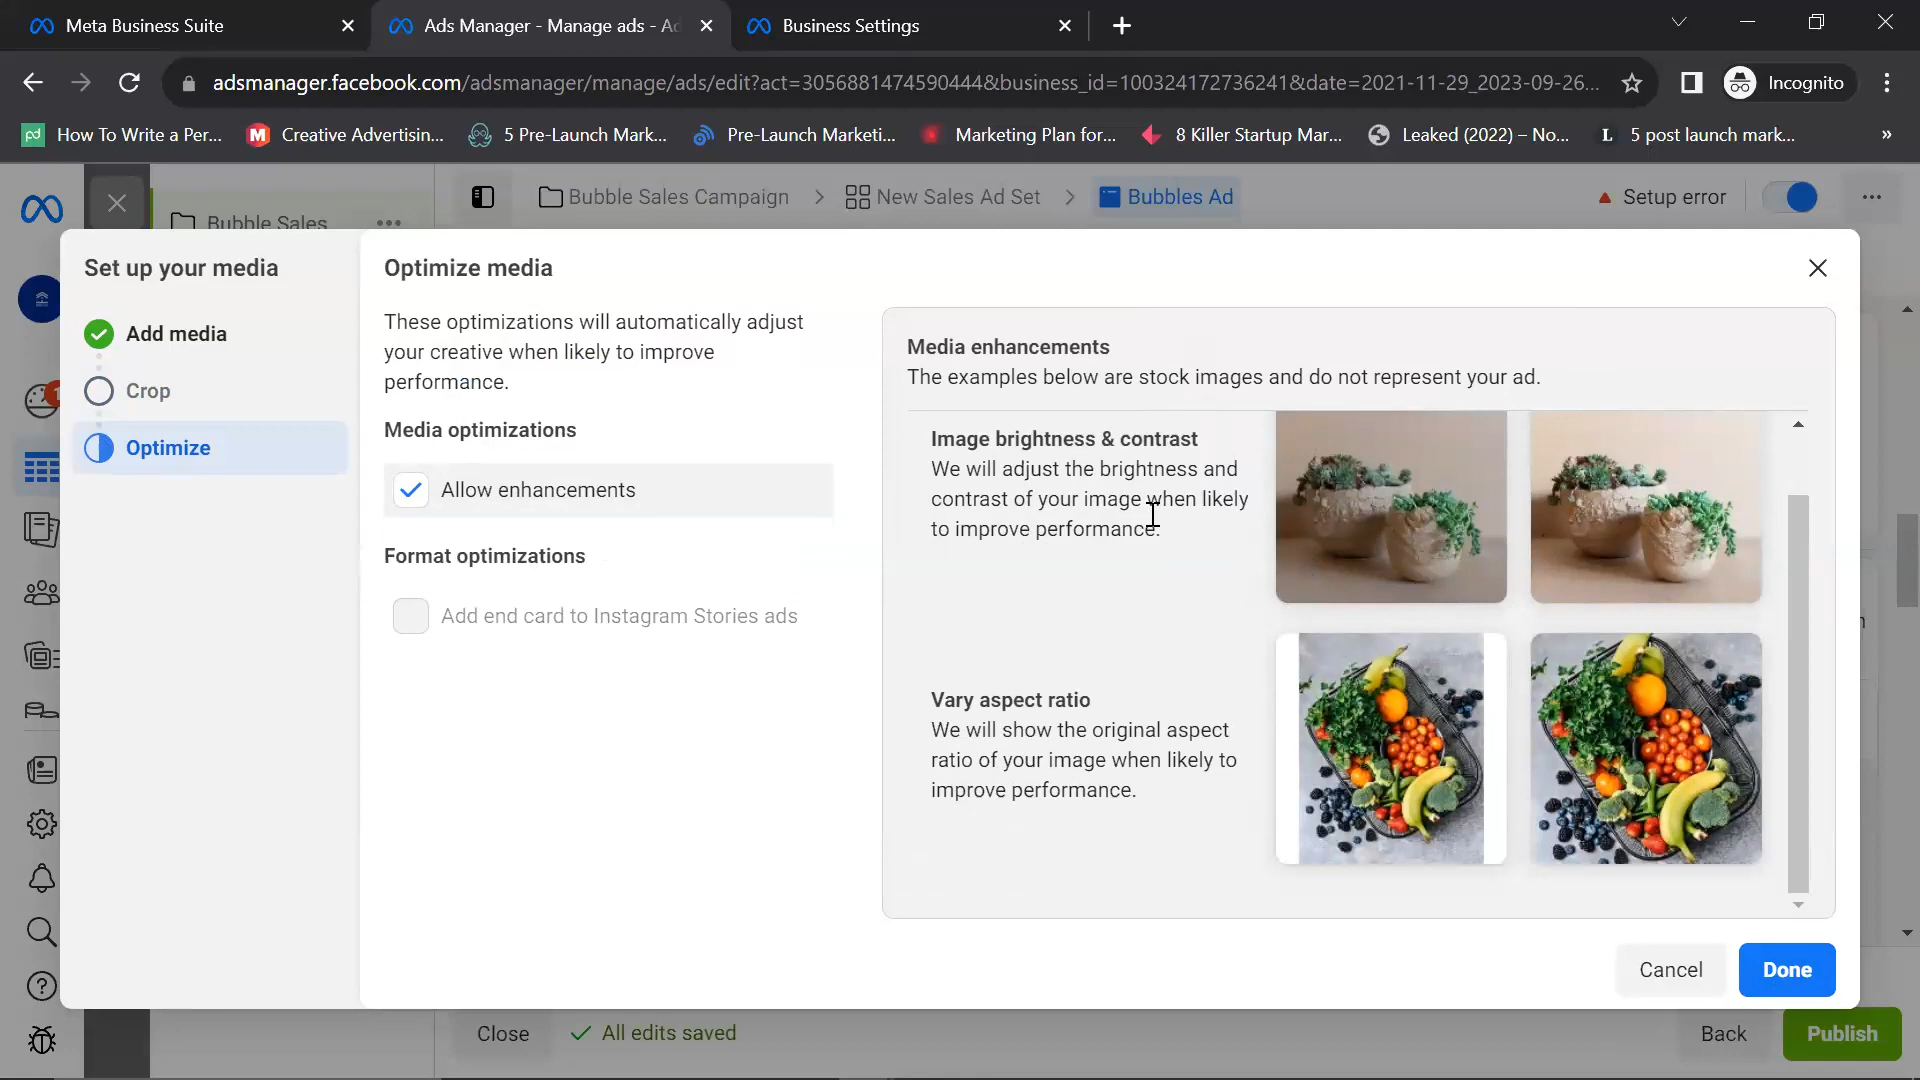 Meta Business Suite
Ads Manager - Manage ads - Ad
Business Settings
adsmanager.facebook.com/adsmanager/manage/ads/edit?act=3056881474590444&business_id=100324172736241&date=2021-11-29_2023-09-26...
Incognito
How To Write a Per...
Creative Advertisin...
5 Pre-Launch Mark...
Pre-Launch Marketi...
Marketing Plan for...
8 Killer Startup Mar...
Leaked (2022) – No...
5 post launch mark...
»
Bubble Sales
Bubble Sales Campaign
New Sales Ad Set
Bubbles Ad
Setup error
Set up your media
Add media
Crop
Optimize
Optimize media
These optimizations will automatically adjust
your creative when likely to improve
performance.
Media optimizations
Allow enhancements
Format optimizations
Add end card to Instagram Stories ads
Media enhancements
The examples below are stock images and do not represent your ad.
Image brightness & contrast
We will adjust the brightness and
contrast of your image when likely
to improve performance.
Vary aspect ratio
We will show the original aspect
ratio of your image when likely to
improve performance.
Cancel
Done
Close
All edits saved
Back
Publish